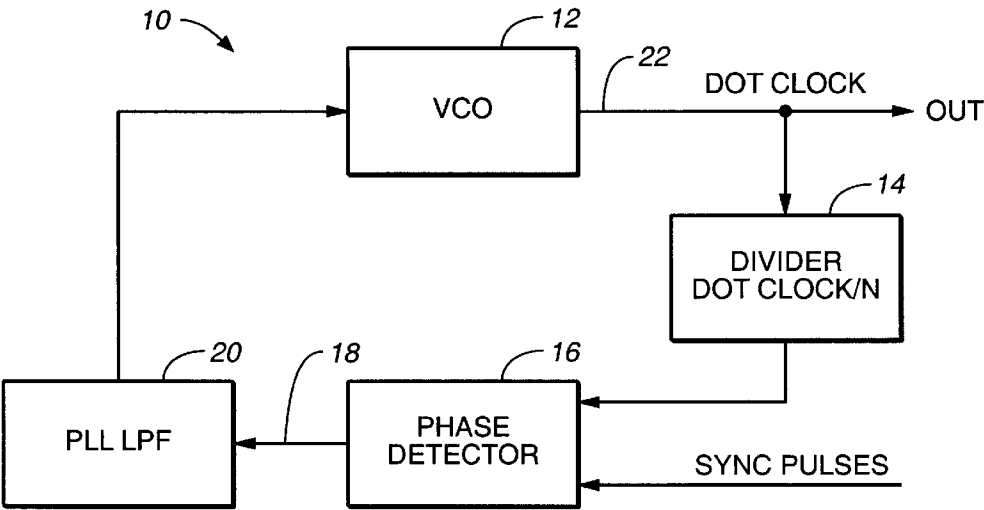 10
12
VCO
22
DOT CLOCK
OUT
14
DIVIDER
DOT CLOCK/N
20
PLL LPF
18
16
PHASE
DETECTOR
SYNC PULSES